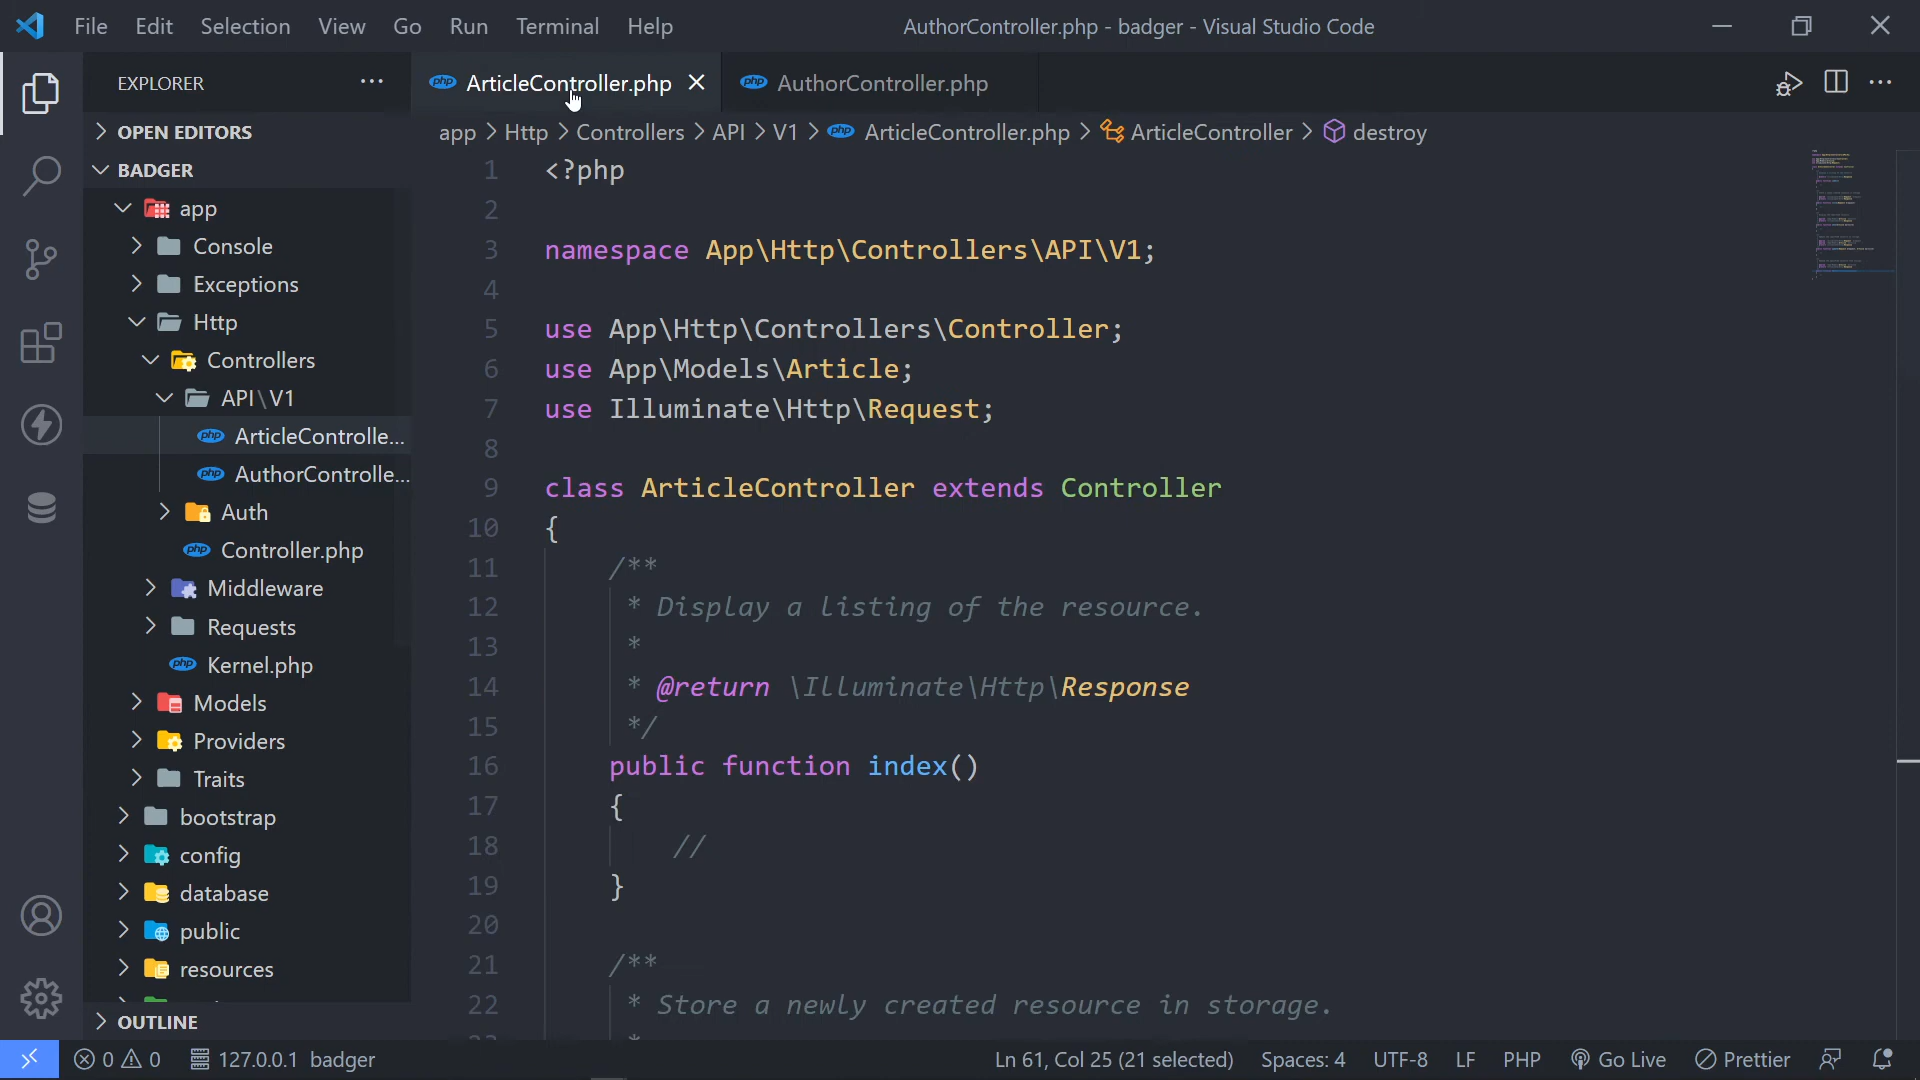 File Edit Selection View Go Run Terminal Help AuthorController.php - badger - Visual Studio Code
EXPLORER
php ArticleController.php
php AuthorController.php
app > Http > Controllers > API > V1 > php ArticleController.php > ArticleController > destroy
OPEN EDITORS
BADGER
app
Console
Exceptions
Http
Controllers
API\V1
php ArticleControlle...
php AuthorControlle...
Auth
php Controller.php
Middleware
Requests
php Kernel.php
Models
Providers
Traits
bootstrap
config
database
public
resources
OUTLINE
1 <?php
2
3 namespace App\Http\Controllers\API\V1;
4
5 use App\Http\Controllers\Controller;
6 use App\Models\Article;
7 use Illuminate\Http\Request;
8
9 class ArticleController extends Controller
10 {
11 /**
12 * Display a listing of the resource.
13 *
14 * @return \Illuminate\Http\Response
15 */
16 public function index()
17 {
18 //
19 }
20
21 /**
22 * Store a newly created resource in storage.
0 0 127.0.0.1 badger Ln 61, Col 25 (21 selected) Spaces: 4 UTF-8 LF PHP Go Live Prettier